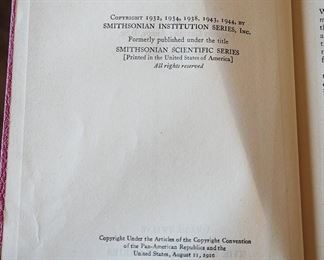 Copyright 1932, 1934, 1938, 1943, 1944, by
SMITHSONIAN INSTITUTION SERIES, Inc.
Formerly published under the title
SMITHSONIAN SCIENTIFIC SERIES
[Printed in the United States of America]
All rights reserved
Copyright Under the Articles of the Copyright Convention
of the Pan-American Republics and the
United States, August 11, 1910